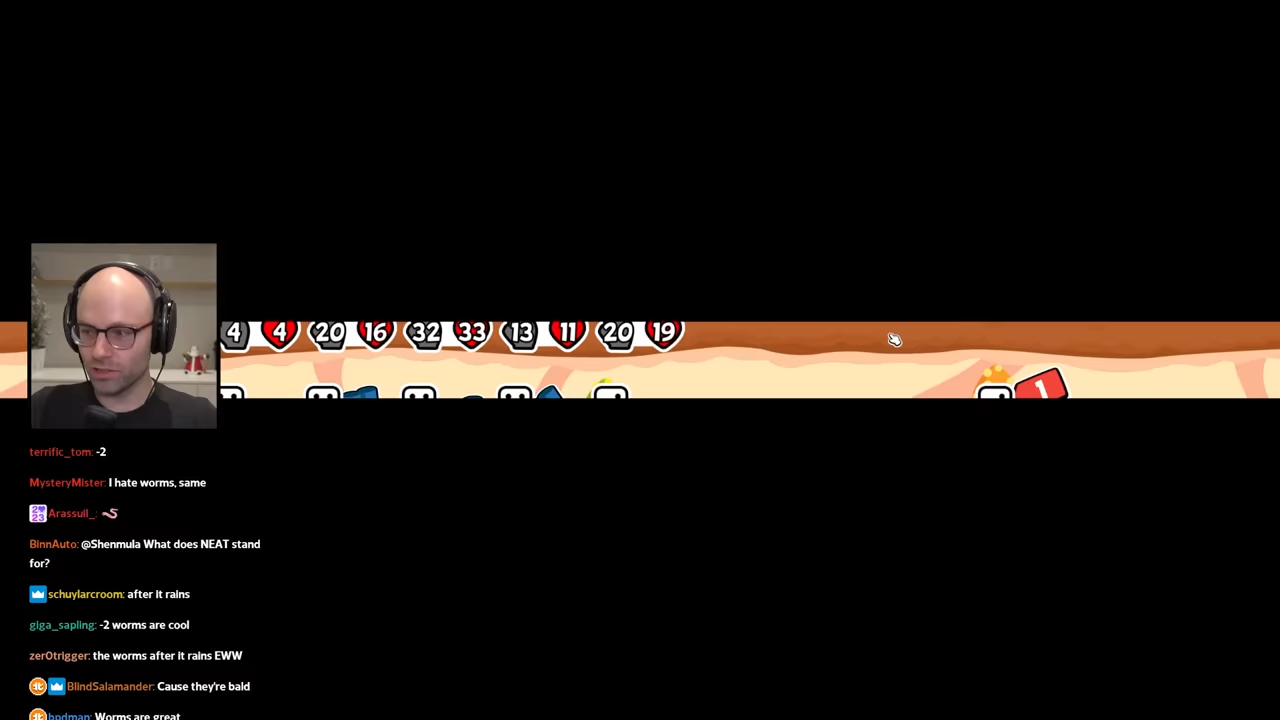 4 4 20 16 32 33 13 11 20 19
1
terrific_tom: -2
MysteryMister: I hate worms, same
Arassuil_:
BinnAuto: @Shenmula What does NEAT stand
for?
schuylarcroom: after it rains
giga_sapling: -2 worms are cool
zer0trigger: the worms after it rains EWW
BlindSalamander: Cause they're bald
bpdman: Worms are great